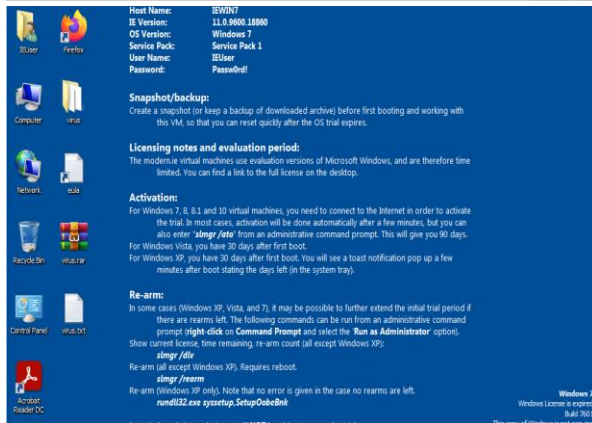 Host Name: IEWIN7
IE Version: 11.0.9600.18860
OS Version: Windows 7
Service Pack: Service Pack 1
User Name: IEUser
Password: Passw0rd!
Snapshot/backup:
Create a snapshot (or keep a backup of downloaded archive) before first booting and working with
this VM, so that you can reset quickly after the OS trial expires.
Licensing notes and evaluation period:
The modern.ie virtual machines use evaluation versions of Microsoft Windows, and are therefore time
limited. You can find a link to the full license on the desktop.
Activation:
For Windows 7, 8, 8.1 and 10 virtual machines, you need to connect to the Internet in order to activate
the trial. In most cases, activation will be done automatically after a few minutes, but you can
also enter "slmgr /ato" from an administrative command prompt. This will give you 90 days.
For Windows Vista, you have 30 days after first boot.
For Windows XP, you have 30 days after first boot. You will see a toast notification pop up a few
minutes after boot stating the days left (in the system tray).
Re-arm:
In some cases (Windows XP, Vista, and 7), it may be possible to further extend the initial trial period if
there are rearms left. The following commands can be run from an administrative command
prompt (right-click on Command Prompt and select the 'Run as Administrator' option).
Show current license, time remaining, re-arm count (all except Windows XP):
slmgr /dlv
Re-arm (all except Windows XP). Requires reboot.
slmgr /rearm
Re-arm (Windows XP only). Note that no error is given in the case no rearms are left.
rundll32.exe syssetup,SetupOobeBnk
IEUser
Firefox
Computer
virus
Network
eula
Recycle Bin
virus.rar
Control Panel
virus.txt
Acrobat
Reader DC
Windows 7
Windows License is expired
Build 7601